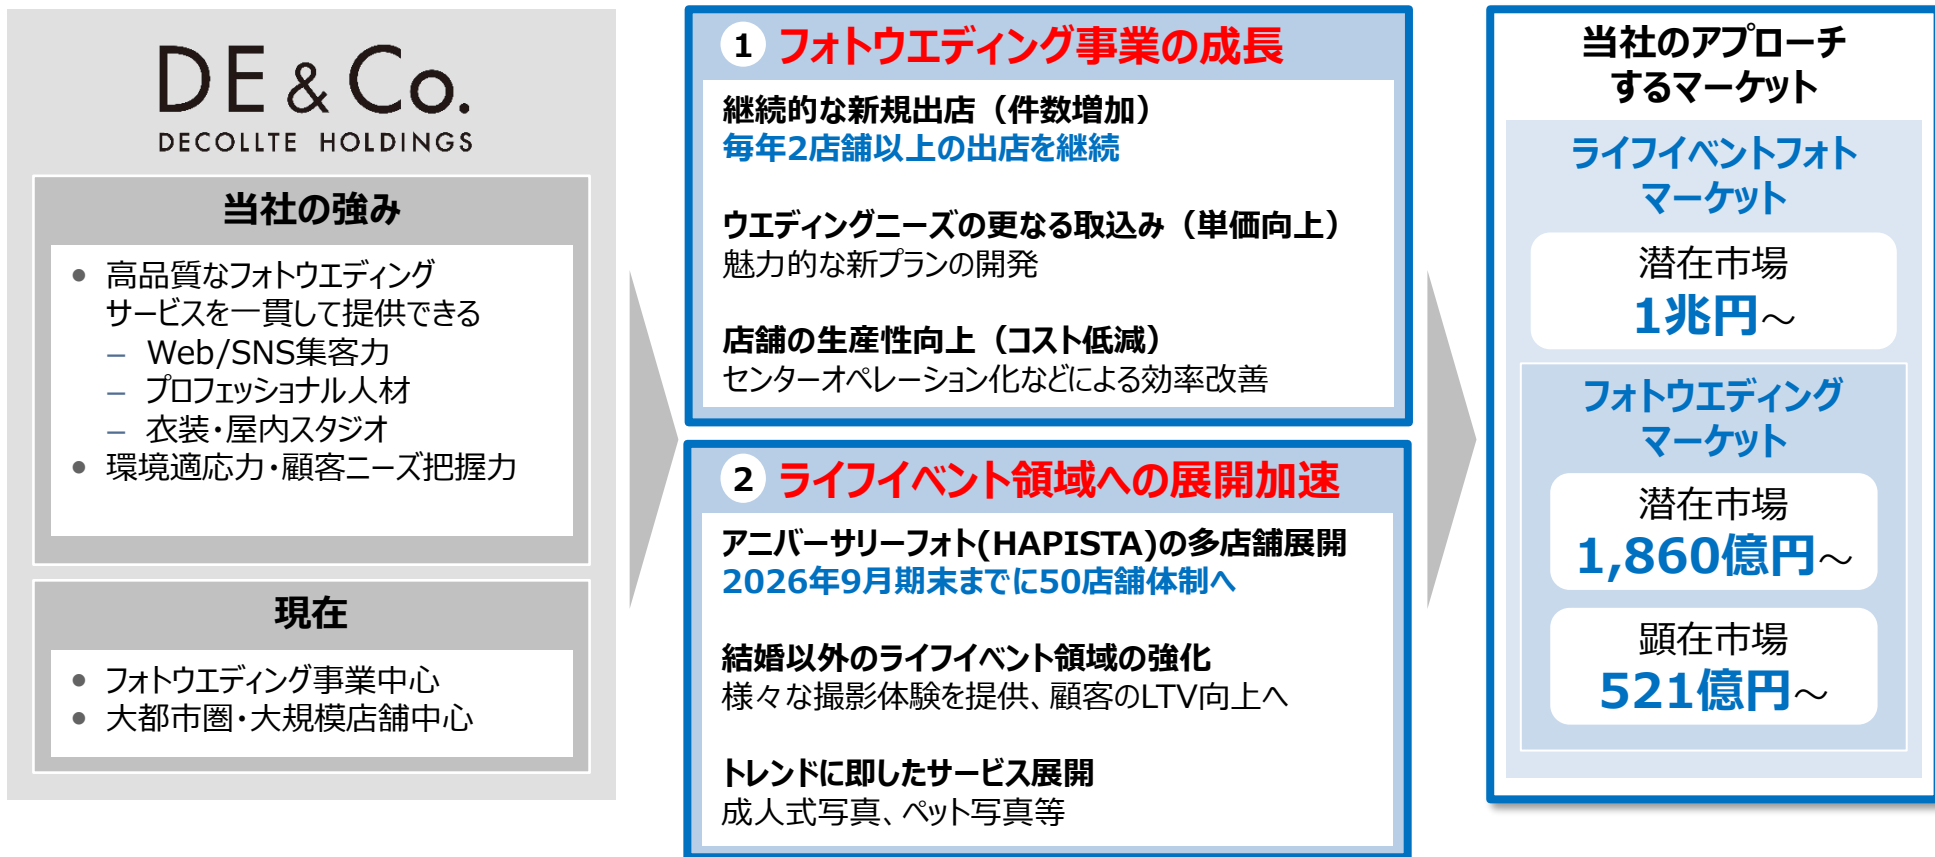 DE & Co.
DECOLLTE HOLDINGS
当社の強み
• 高品質なフォトウエディング
サービスを一貫して提供できる
– Web/SNS集客力
– プロフェッショナル人材
– 衣装・屋内スタジオ
• 環境適応力・顧客ニーズ把握力
現在
• フォトウエディング事業中心
• 大都市圏・大規模店舗中心
1 フォトウエディング事業の成長
継続的な新規出店（件数増加）
毎年2店舗以上の出店を継続
ウエディングニーズの更なる取込み（単価向上）
魅力的な新プランの開発
店舗の生産性向上（コスト低減）
センターオペレーション化などによる効率改善
2 ライフイベント領域への展開加速
アニバーサリーフォト(HAPISTA)の多店舗展開
2026年9月期末までに50店舗体制へ
結婚以外のライフイベント領域の強化
様々な撮影体験を提供、顧客のLTV向上へ
トレンドに即したサービス展開
成人式写真、ペット写真等
当社のアプローチ
するマーケット
ライフイベントフォト
マーケット
潜在市場
1兆円～
フォトウエディング
マーケット
潜在市場
1,860億円～
顕在市場
521億円～